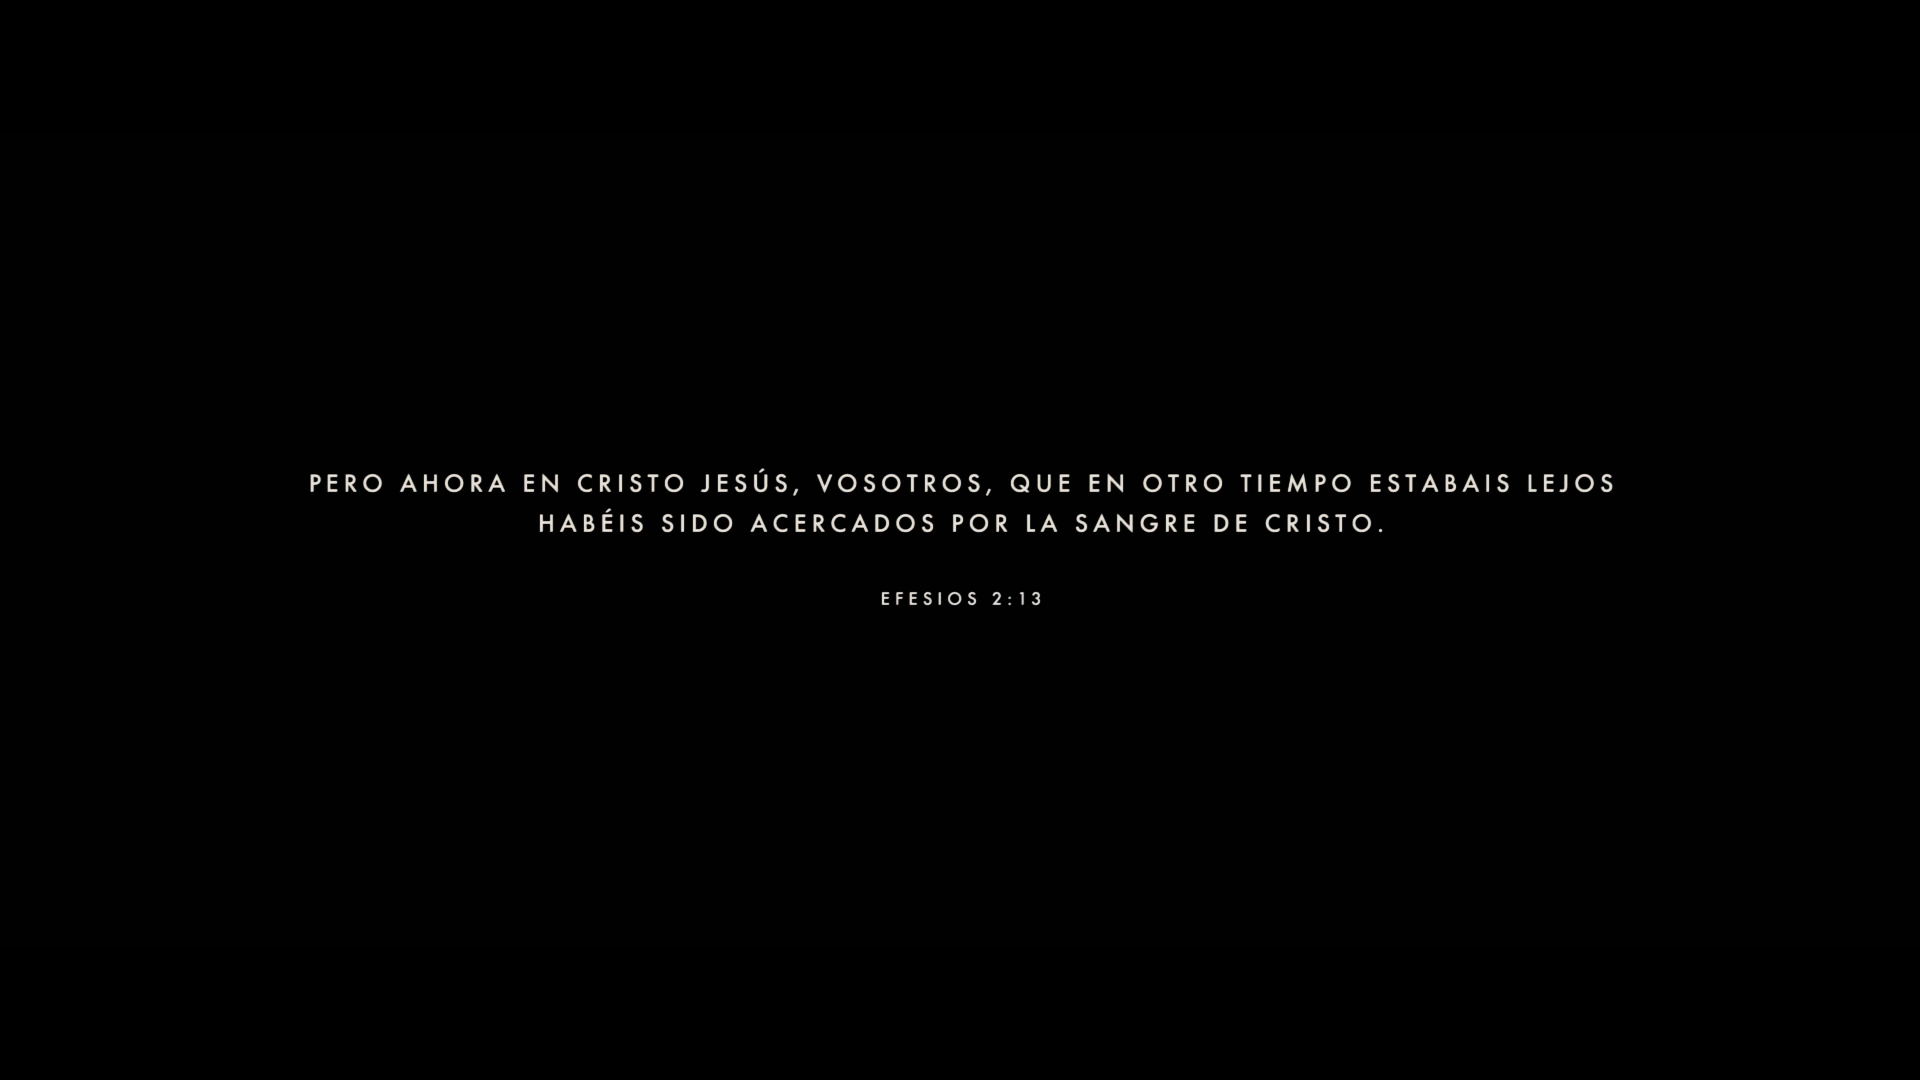 PERO AHORA EN CRISTO JESÚS, VOSOTROS, QUE EN OTRO TIEMPO ESTABAIS LEJOS
HABÉIS SIDO ACERCADOS POR LA SANGRE DE CRISTO.
EFESIOS 2:13